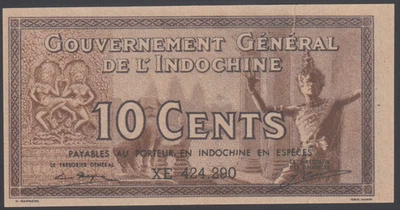 GOUVERNEMENT GÉNÉRAL
DE L'INDOCHINE
10 CENTS
PAYABLES AU PORTEUR EN INDOCHINE EN ESPÈCES
LE TRÉSORIER GÉNÉRAL
XE 424,290